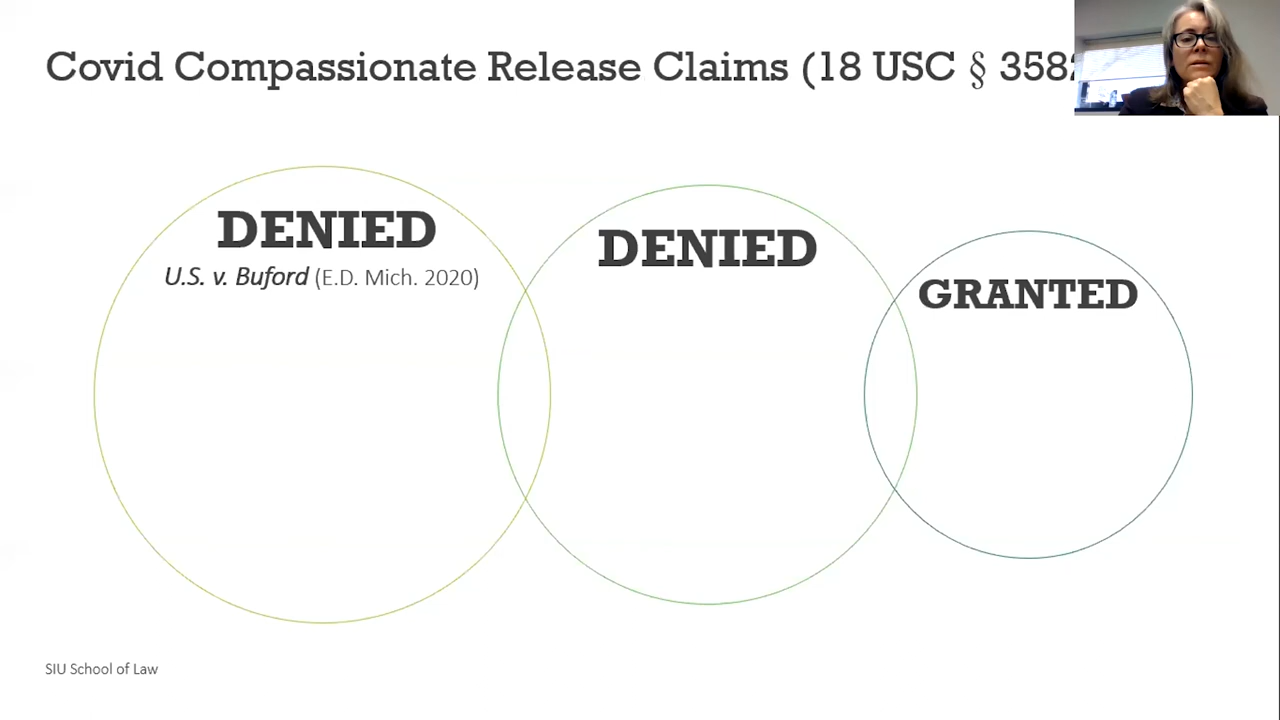 Covid Compassionate Release Claims (18 USC § 358
DENIED
U.S. v. Buford (E.D. Mich. 2020)
DENIED
GRANTED
SIU School of Law